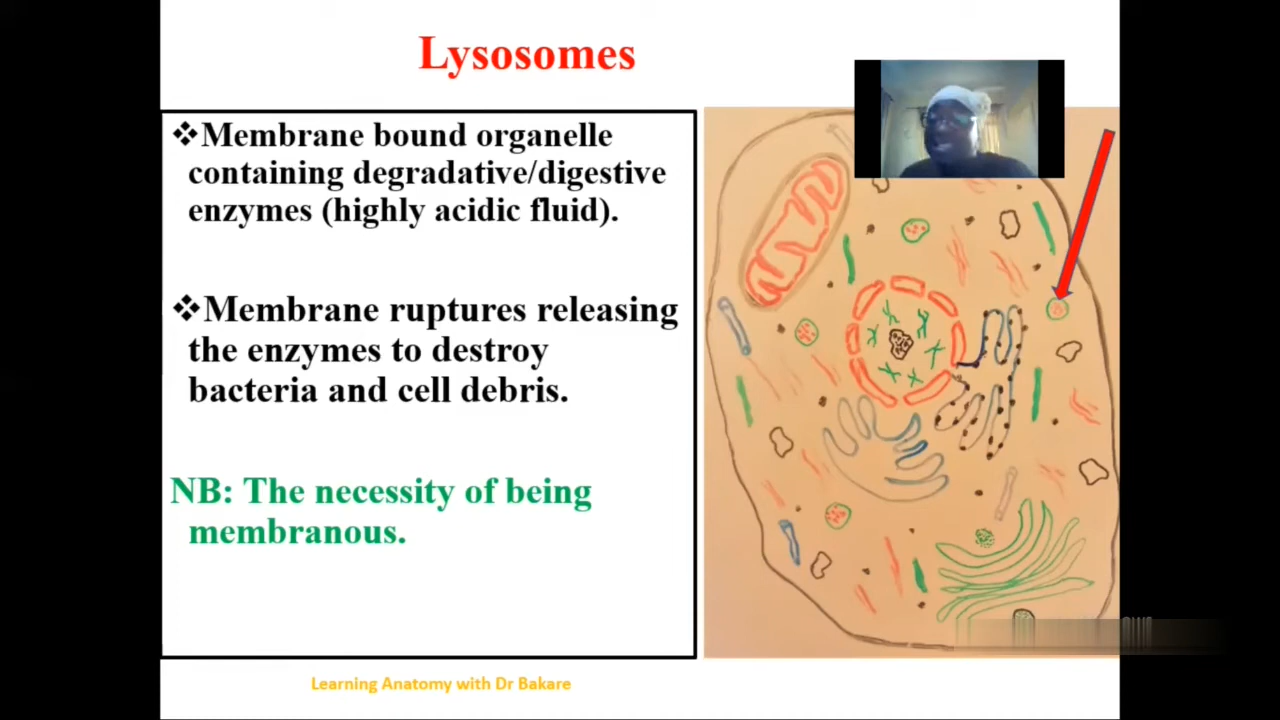 Lysosomes
❖Membrane bound organelle
containing degradative/digestive
enzymes (highly acidic fluid).
❖Membrane ruptures releasing
the enzymes to destroy
bacteria and cell debris.
NB: The necessity of being
membranous.
Learning Anatomy with Dr Bakare